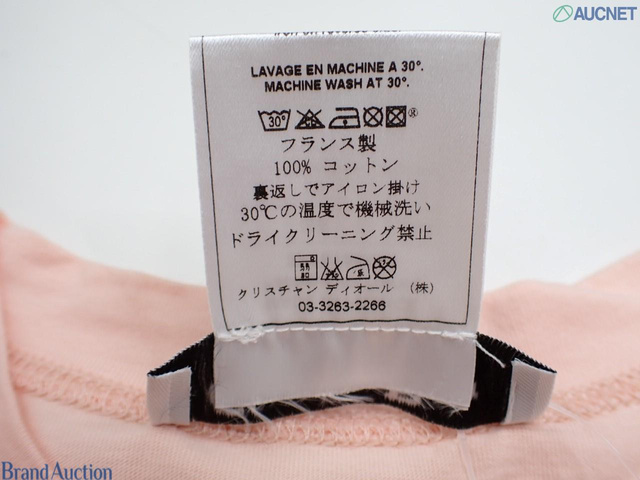 AUCNET
LAVAGE EN MACHINE A 30°.
MACHINE WASH AT 30°.
30° ®
フランス製
100% コットン
裏返しでアイロン掛け
30℃の温度で機械洗い
ドライクリーニング禁止
クリスチャン ディオール (株)
03-3263-2266
Brand Auction